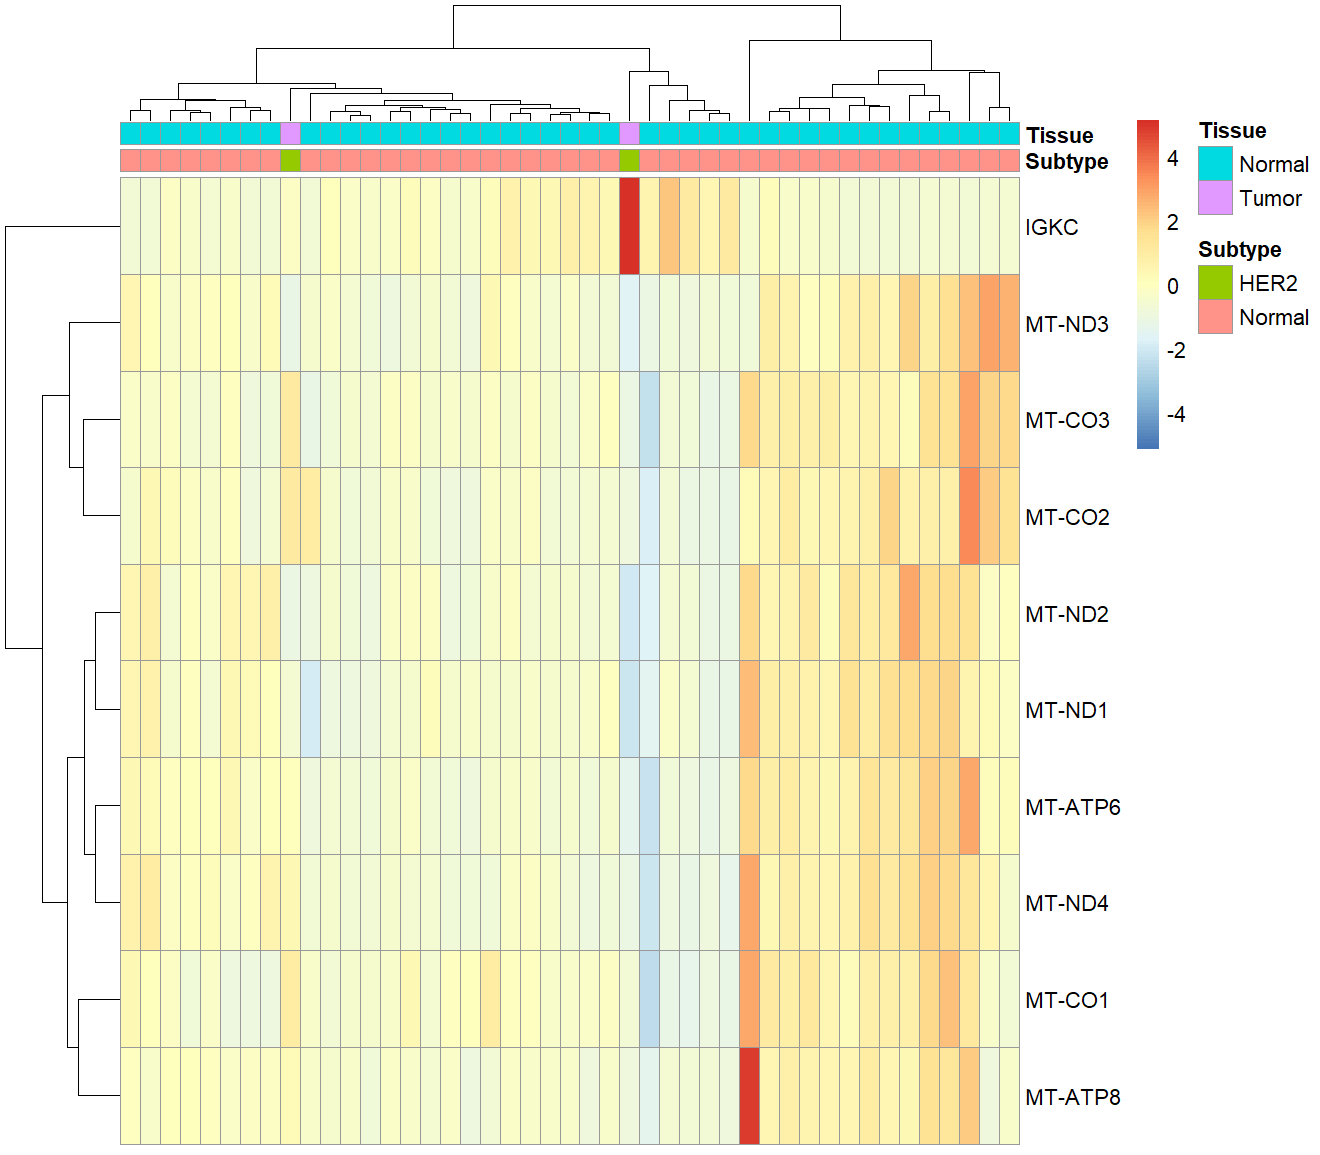 Tissue
Subtype
IGKC
MT-ND3
MT-CO3
MT-CO2
MT-ND2
MT-ND1
MT-ATP6
MT-ND4
MT-CO1
MT-ATP8
4
2
0
-2
-4
Tissue
Normal
Tumor
Subtype
HER2
Normal